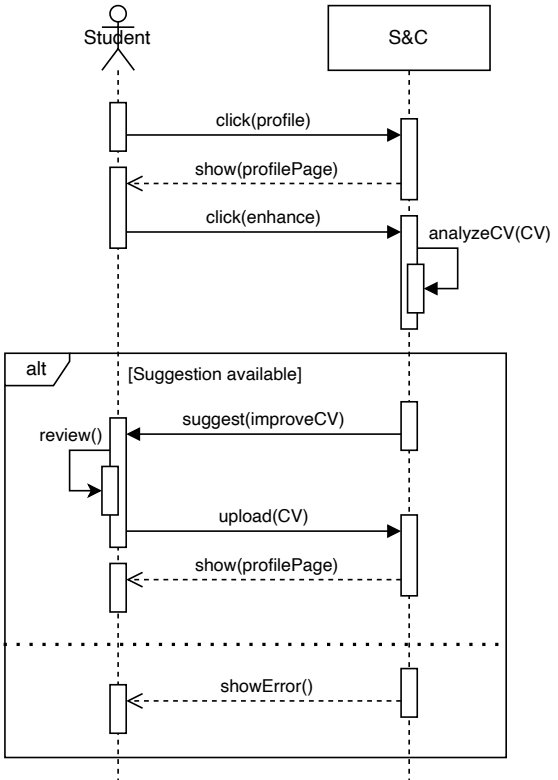 Student
S&C
click(profile)
show(profilePage)
click(enhance)
analyzeCV(CV)
alt
[Suggestion available]
suggest(improveCV)
review()
upload(CV)
show(profilePage)
showError()